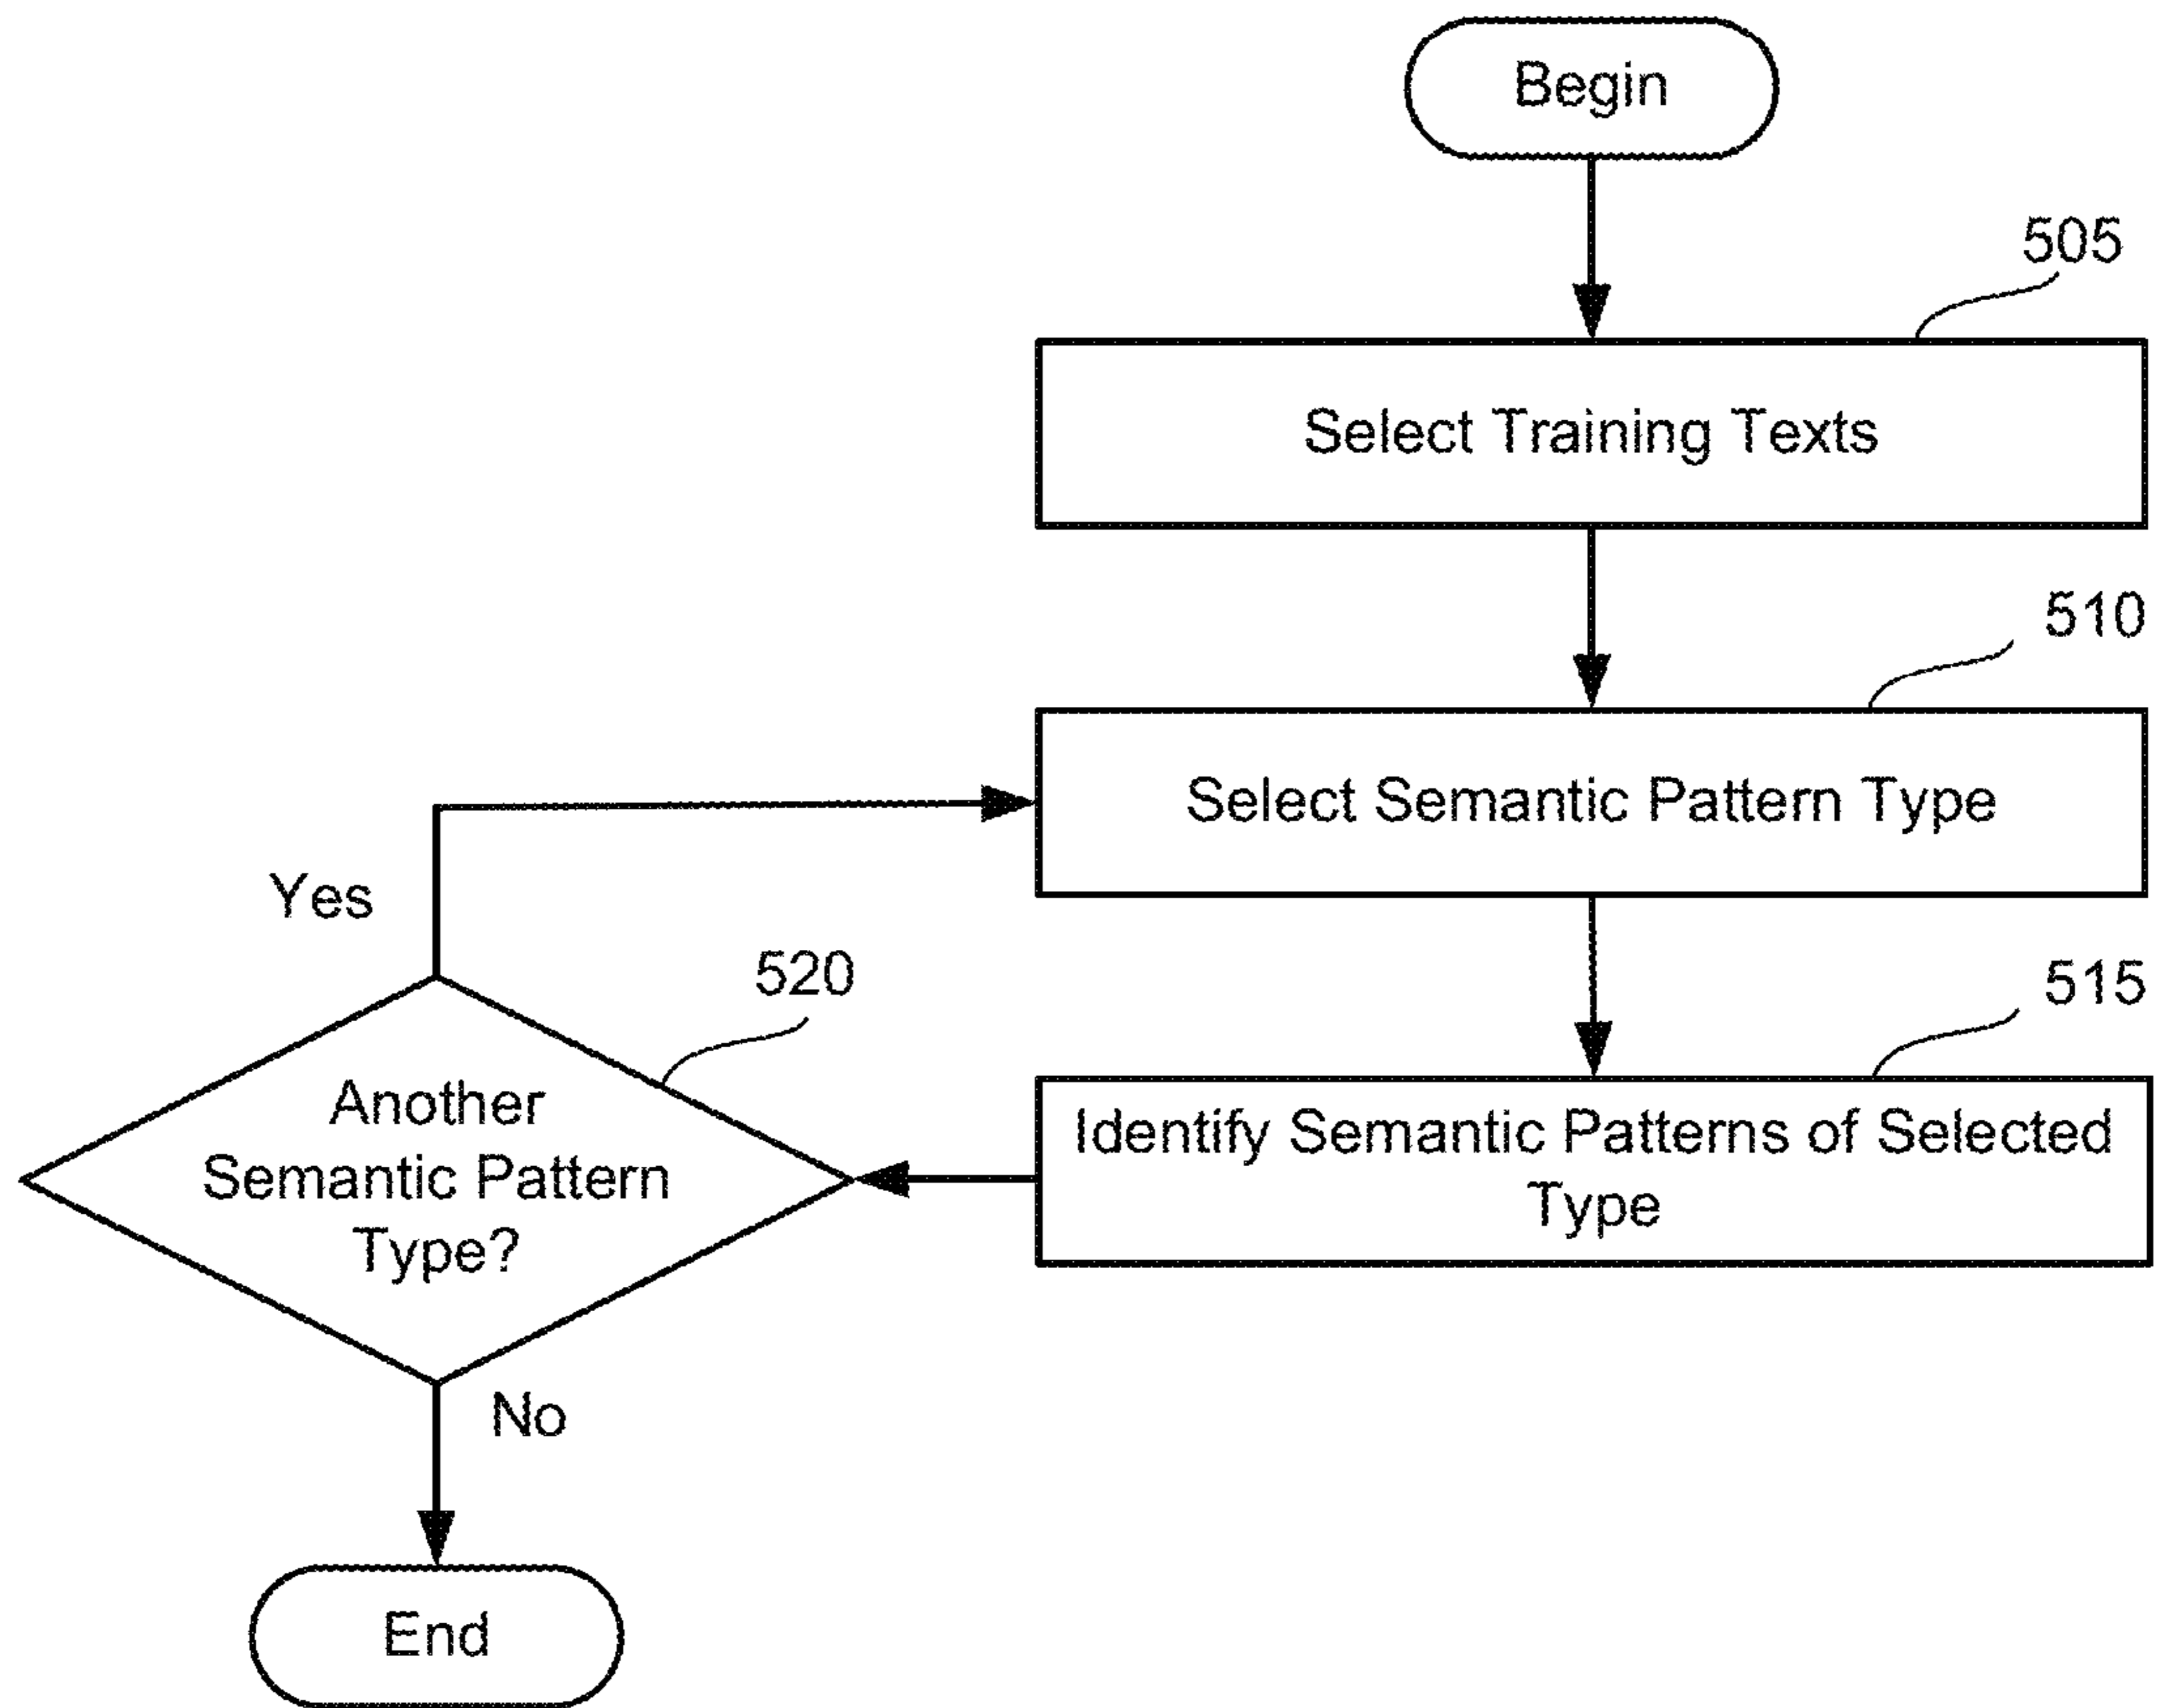 Begin
505
Select Training Texts
510
Select Semantic Pattern Type
Yes
520
515
Another
Semantic Pattern
Type?
Identify Semantic Patterns of Selected
Type
No
End